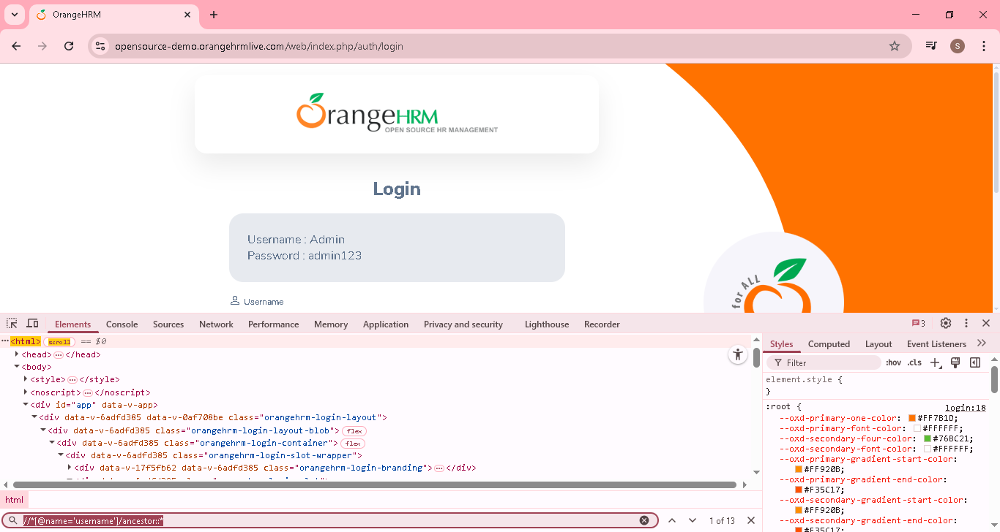 OrangeHRM
opensource-demo.orangehrmlive.com/web/index.php/auth/login
S
OrangeHRM
OPEN SOURCE HR MANAGEMENT
Login
Username : Admin
Password : admin123
for ALL
Username
Elements Console Sources Network Performance Memory Application Privacy and security Lighthouse Recorder 3
<html> scroll == $0
<head> … </head>
<body>
<style> … </style>
<noscript> … </noscript>
<div id="app" data-v-app>
<div data-v-6adfd385 data-v-0af708be class="orangehrm-login-layout">
<div data-v-6adfd385 class="orangehrm-login-layout-blob"> flex
<div data-v-6adfd385 class="orangehrm-login-container"> flex
<div data-v-6adfd385 class="orangehrm-login-slot-wrapper">
<div data-v-17f5fb62 data-v-6adfd385 class="orangehrm-login-branding"> … </div>
html
//*[@name='username']/ancestor::* 1 of 13
Styles Computed Layout Event Listeners
Filter :hov .cls
element.style {
}
:root { login:18
--oxd-primary-one-color: #FF7B1D;
--oxd-primary-font-color: #FFFFFF;
--oxd-secondary-four-color: #76BC21;
--oxd-secondary-font-color: #FFFFFF;
--oxd-primary-gradient-start-color:
#FF920B;
--oxd-primary-gradient-end-color:
#F35C17;
--oxd-secondary-gradient-start-color:
#FF920B;
--oxd-secondary-gradient-end-color:
#F35C17;